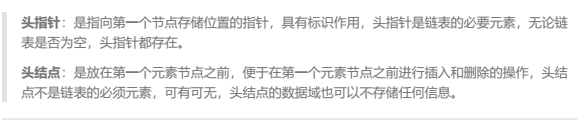 头指针：是指向第一个节点存储位置的指针，具有标识作用，头指针是链表的必要元素，无论链
表是否为空，头指针都存在。
头结点：是放在第一个元素节点之前，便于在第一个元素节点之前进行插入和删除的操作，头结
点不是链表的必须元素，可有可无，头结点的数据域也可以不存储任何信息。